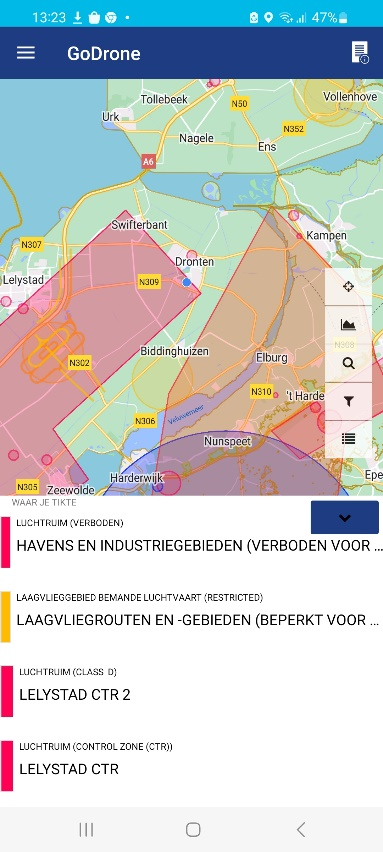 13:23
47%
GoDrone
Tollebeek
N50
Vollenhove
Urk
N352
Nagele
Ens
A6
Swifterbant
Kampen
N307
Dronten
Lelystad
N309
N308
Biddinghuizen
Elburg
N302
N310
't Harde
N306
Veluwemeer
Nunspeet
Harderwijk
Epe
N305
Zeewolde
WAAR JE TIKTE
LUCHTRUIM (VERBODEN)
HAVENS EN INDUSTRIEGEBIEDEN (VERBODEN VOOR ...
LAAGVLIEGGEBIED BEMANDE LUCHTVAART (RESTRICTED)
LAAGVLIEGROUTEN EN -GEBIEDEN (BEPERKT VOOR ...
LUCHTRUIM (CLASS D)
LELYSTAD CTR 2
LUCHTRUIM (CONTROL ZONE (CTR))
LELYSTAD CTR